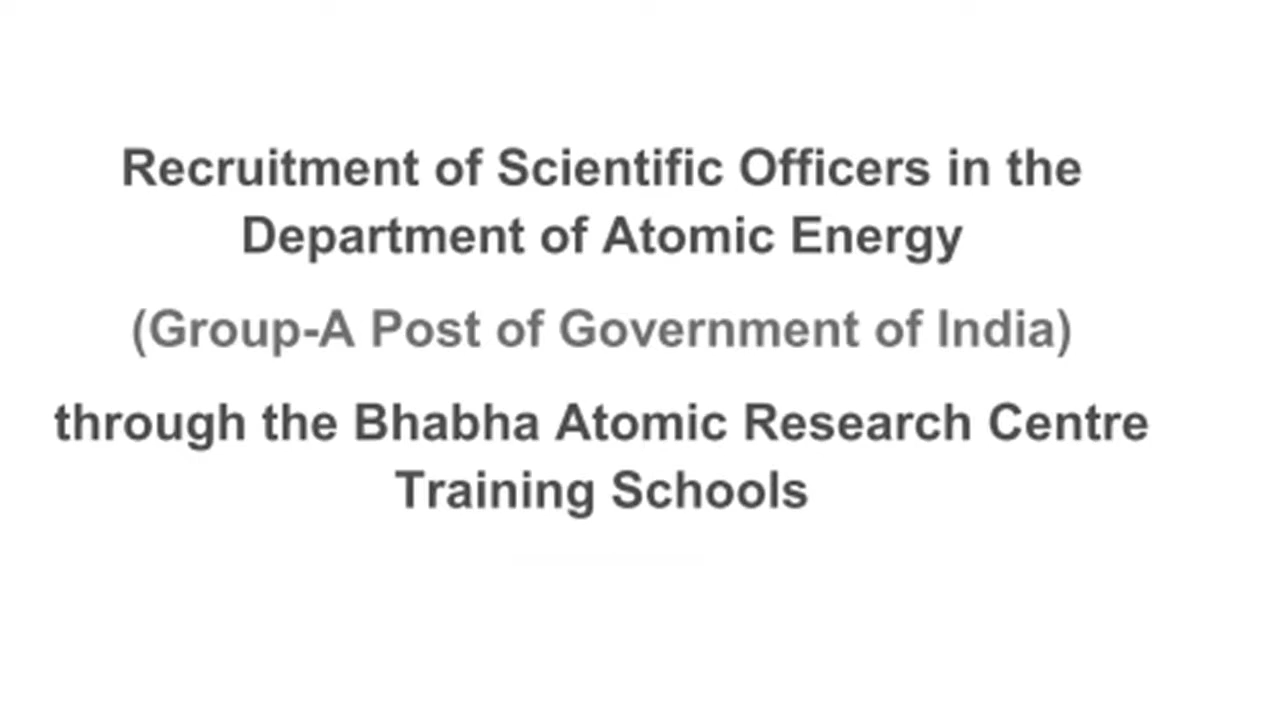 Recruitment of Scientific Officers in the
Department of Atomic Energy
(Group-A Post of Government of India)
through the Bhabha Atomic Research Centre
Training Schools